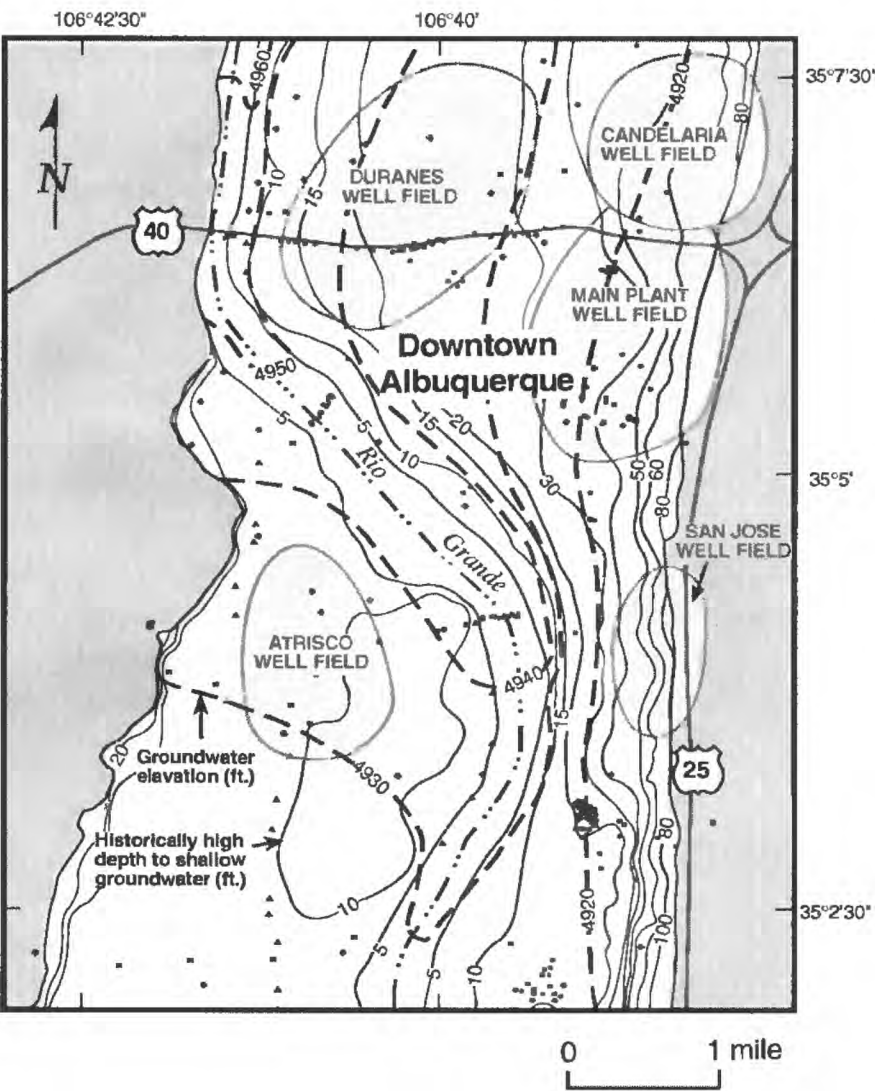 106°42'30"
106°40'
4960
4920
35°7'30"
80
CANDELARIA
WELL FIELD
N
10
15
DURANES
WELL FIELD
40
MAIN PLANT
WELL FIELD
Downtown
Albuquerque
4950
5
5
15
20
10
Rio
30
50
60
80
35°5'
SAN JOSE
WELL FIELD
Grande
ATRISCO
WELL FIELD
4940
15
20
Groundwater
elavation (ft.)
4930
25
Historically high
depth to shallow
groundwater (ft.)
80
10
4920
35°2'30"
100
5
5
10
0 1 mile